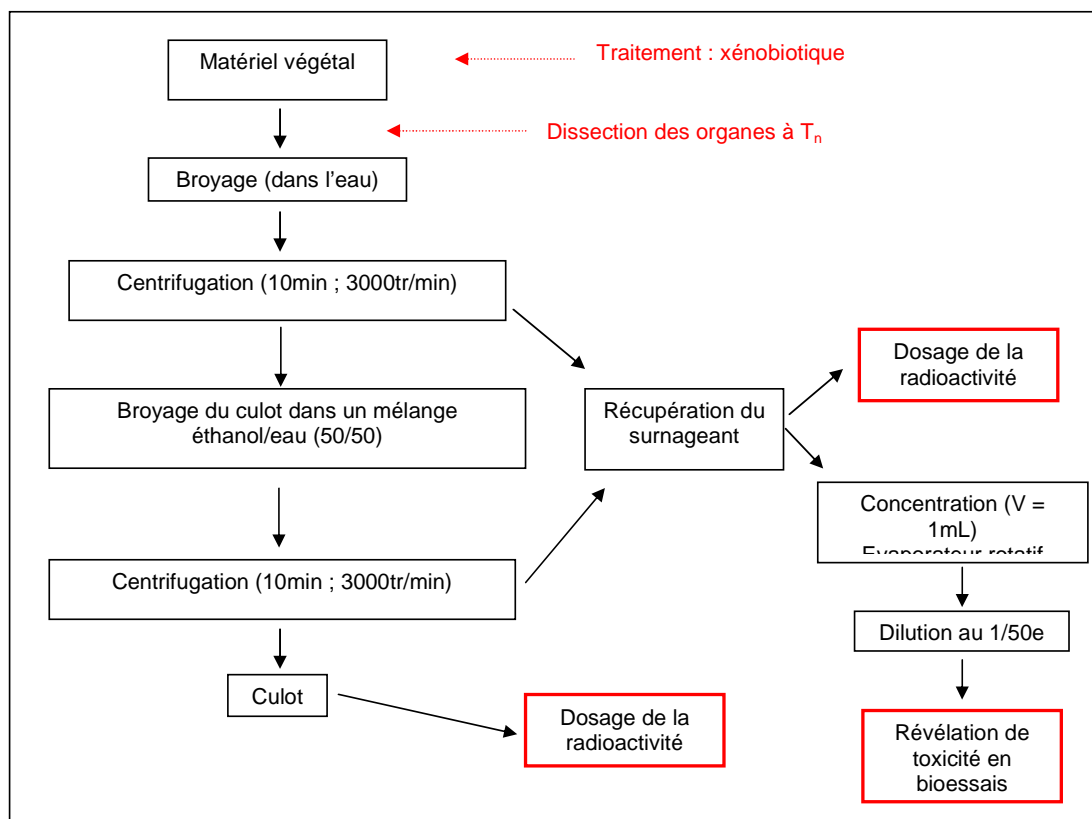 Matériel végétal
Traitement : xénobiotique
Dissection des organes à Tn
Broyage (dans l'eau)
Centrifugation (10min ; 3000tr/min)
Broyage du culot dans un mélange
éthanol/eau (50/50)
Centrifugation (10min ; 3000tr/min)
Culot
Dosage de la
radioactivité
Récupération du
surnageant
Dosage de la
radioactivité
Concentration (V =
1mL)
Evaporateur rotatif
Dilution au 1/50e
Révélation de
toxicité en
bioessais